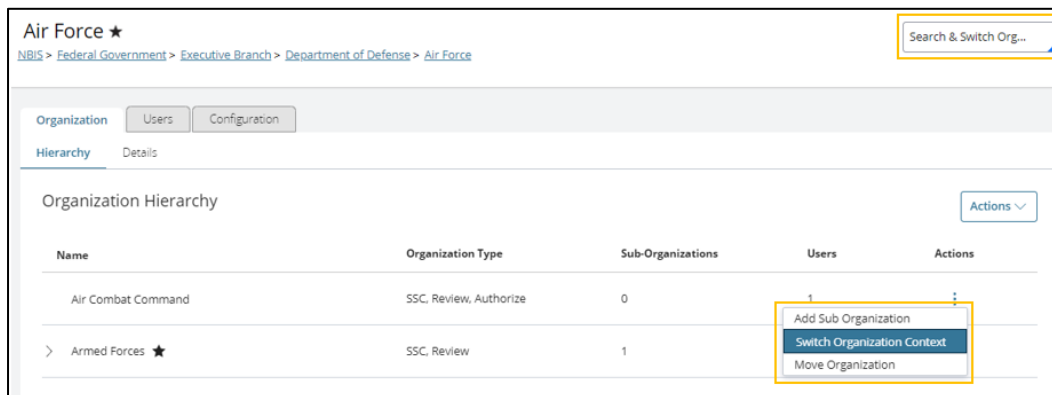 Air Force ★
Search & Switch Org...
NBIS > Federal Government > Executive Branch > Department of Defense > Air Force
Organization Users Configuration
Hierarchy Details
Organization Hierarchy
Actions
Name Organization Type Sub-Organizations Users Actions
Air Combat Command SSC, Review, Authorize 0 1
Add Sub Organization
Switch Organization Context
Armed Forces ★ SSC, Review 1
Move Organization